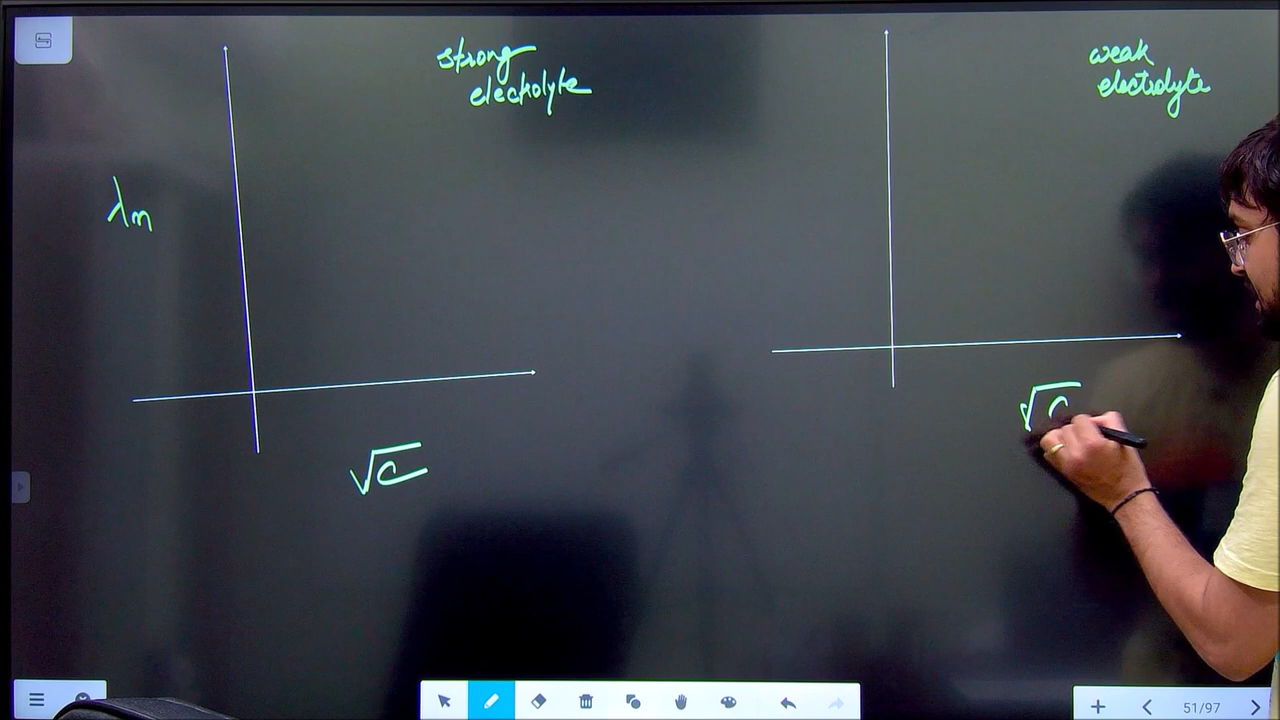 strong
electrolyte
weak
electrolyte
λm
√C
√C
51/97